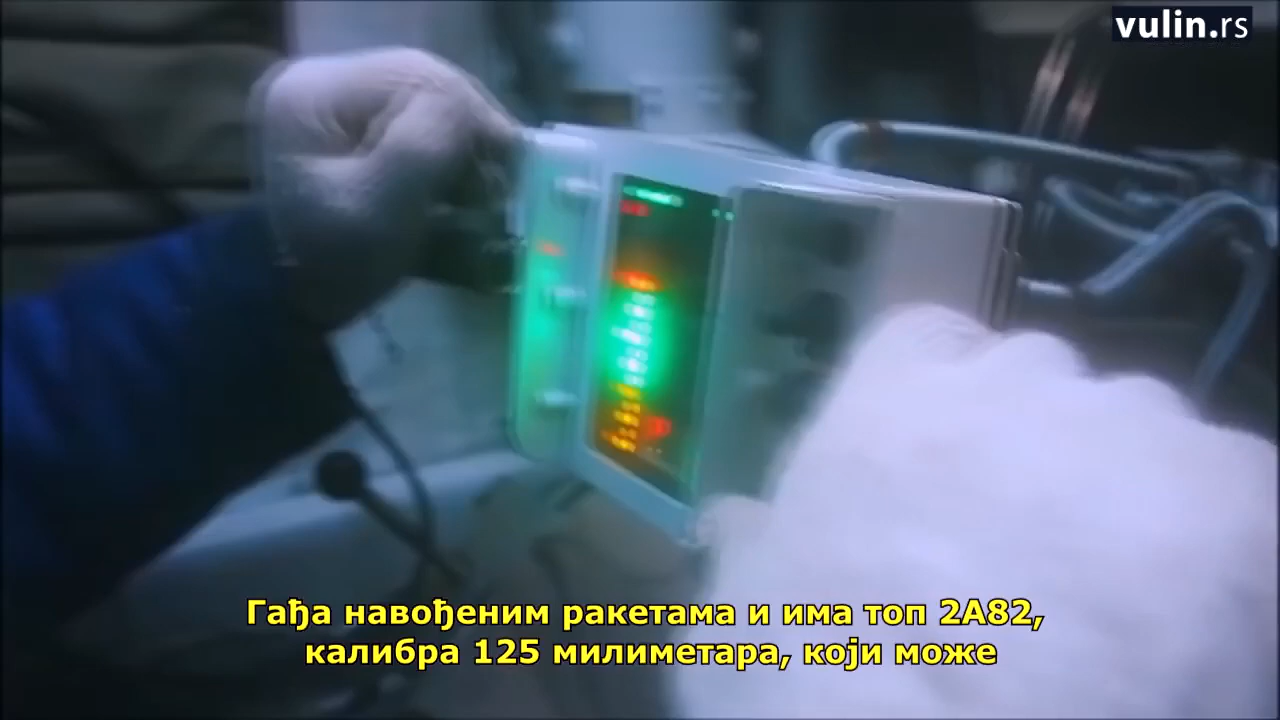 vulin.rs
Гађа навођеним ракетама и има топ 2А82,
калибра 125 милиметара, који може